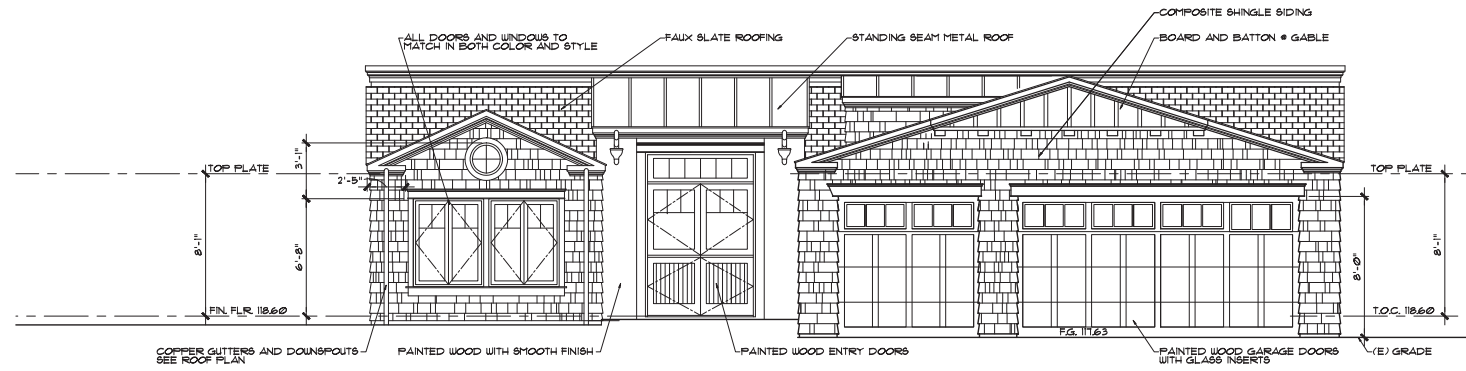 COMPOSITE SHINGLE SIDING
ALL DOORS AND WINDOWS TO
MATCH IN BOTH COLOR AND STYLE
FAUX SLATE ROOFING
STANDING SEAM METAL ROOF
BOARD AND BATTON @ GABLE
3'-1"
TOP PLATE
2'-5"
TOP PLATE
8'-1"
6'-8"
8'-0"
8'-1"
FIN. FLR. 118.60
T.O.C. 118.60
F.G. 117.63
COPPER GUTTERS AND DOWNSPOUTS
SEE ROOF PLAN
PAINTED WOOD WITH SMOOTH FINISH
PAINTED WOOD ENTRY DOORS
PAINTED WOOD GARAGE DOORS
WITH GLASS INSERTS
(E) GRADE